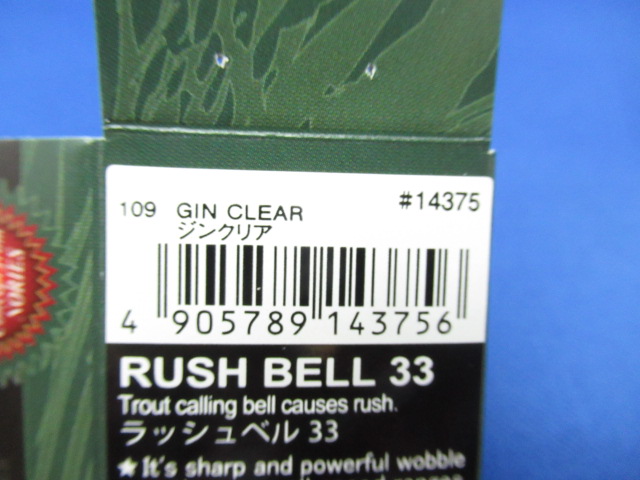 109 GIN CLEAR #14375
ジンクリア
4 905789 143756
RUSH BELL 33
Trout calling bell causes rush.
ラッシュベル 33
★It's sharp and powerful wobble
NORIES